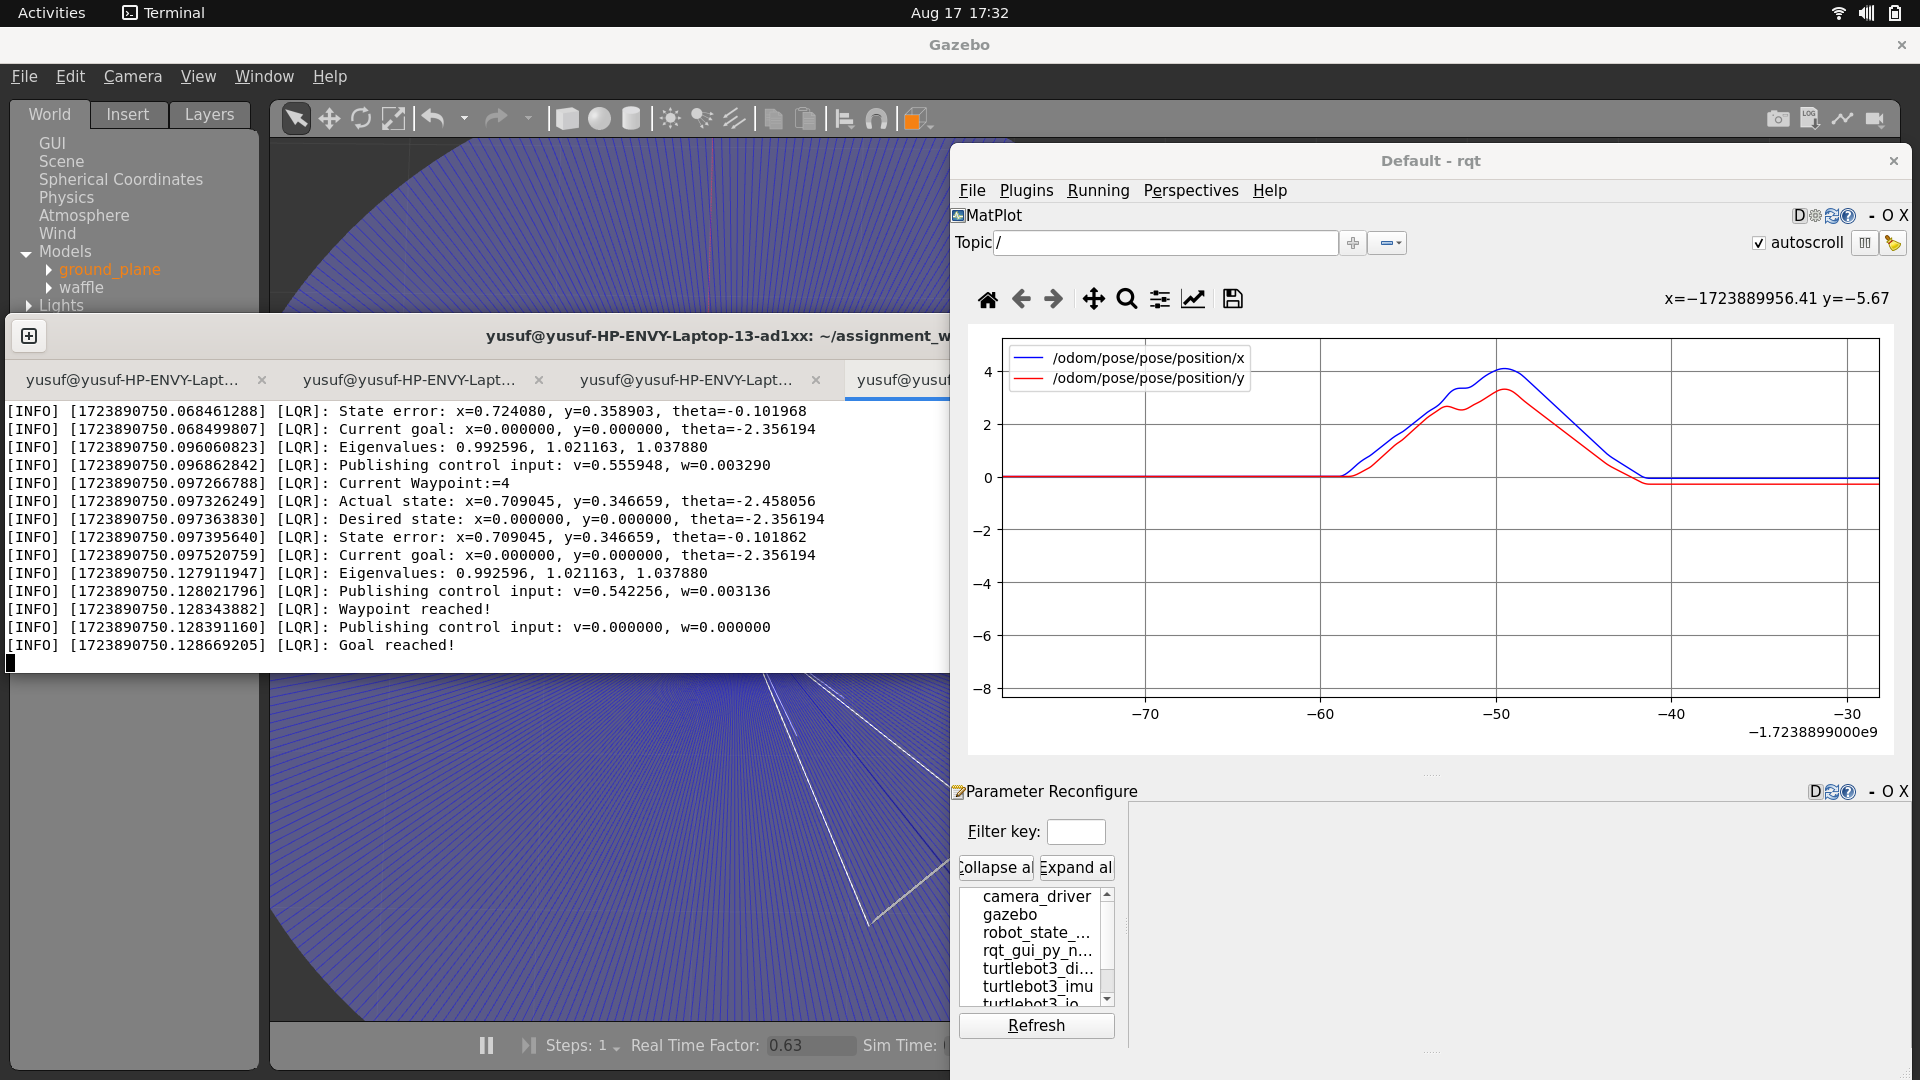 Activities Terminal Aug 17 17:32
Gazebo ×
File Edit Camera View Window Help
World Insert Layers
GUI
Scene
Spherical Coordinates
Physics
Atmosphere
Wind
Models
ground_plane
waffle
Lights
yusuf@yusuf-HP-ENVY-Laptop-13-ad1xx: ~/assignment_w
yusuf@yusuf-HP-ENVY-Lapt... × yusuf@yusuf-HP-ENVY-Lapt... × yusuf@yusuf-HP-ENVY-Lapt... × yusuf@yusuf
[INFO] [1723890750.068461288] [LQR]: State error: x=0.724080, y=0.358903, theta=-0.101968
[INFO] [1723890750.068499807] [LQR]: Current goal: x=0.000000, y=0.000000, theta=-2.356194
[INFO] [1723890750.096060823] [LQR]: Eigenvalues: 0.992596, 1.021163, 1.037880
[INFO] [1723890750.096862842] [LQR]: Publishing control input: v=0.555948, w=0.003290
[INFO] [1723890750.097266788] [LQR]: Current Waypoint:=4
[INFO] [1723890750.097326249] [LQR]: Actual state: x=0.709045, y=0.346659, theta=-2.458056
[INFO] [1723890750.097363830] [LQR]: Desired state: x=0.000000, y=0.000000, theta=-2.356194
[INFO] [1723890750.097395640] [LQR]: State error: x=0.709045, y=0.346659, theta=-0.101862
[INFO] [1723890750.097520759] [LQR]: Current goal: x=0.000000, y=0.000000, theta=-2.356194
[INFO] [1723890750.127911947] [LQR]: Eigenvalues: 0.992596, 1.021163, 1.037880
[INFO] [1723890750.128021796] [LQR]: Publishing control input: v=0.542256, w=0.003136
[INFO] [1723890750.128343882] [LQR]: Waypoint reached!
[INFO] [1723890750.128391160] [LQR]: Publishing control input: v=0.000000, w=0.000000
[INFO] [1723890750.128669205] [LQR]: Goal reached!
Steps: 1 Real Time Factor: 0.63 Sim Time:
Default - rqt ×
File Plugins Running Perspectives Help
MatPlot D - O X
Topic / autoscroll
x=−1723889956.41 y=−5.67
/odom/pose/pose/position/x
/odom/pose/pose/position/y
4
2
0
−2
−4
−6
−8
−70 −60 −50 −40 −30
−1.7238899000e9
Parameter Reconfigure D - O X
Filter key:
Collapse al Expand al
camera_driver
gazebo
robot_state_...
rqt_gui_py_n...
turtlebot3_di...
turtlebot3_imu
turtlebot3_jo
Refresh